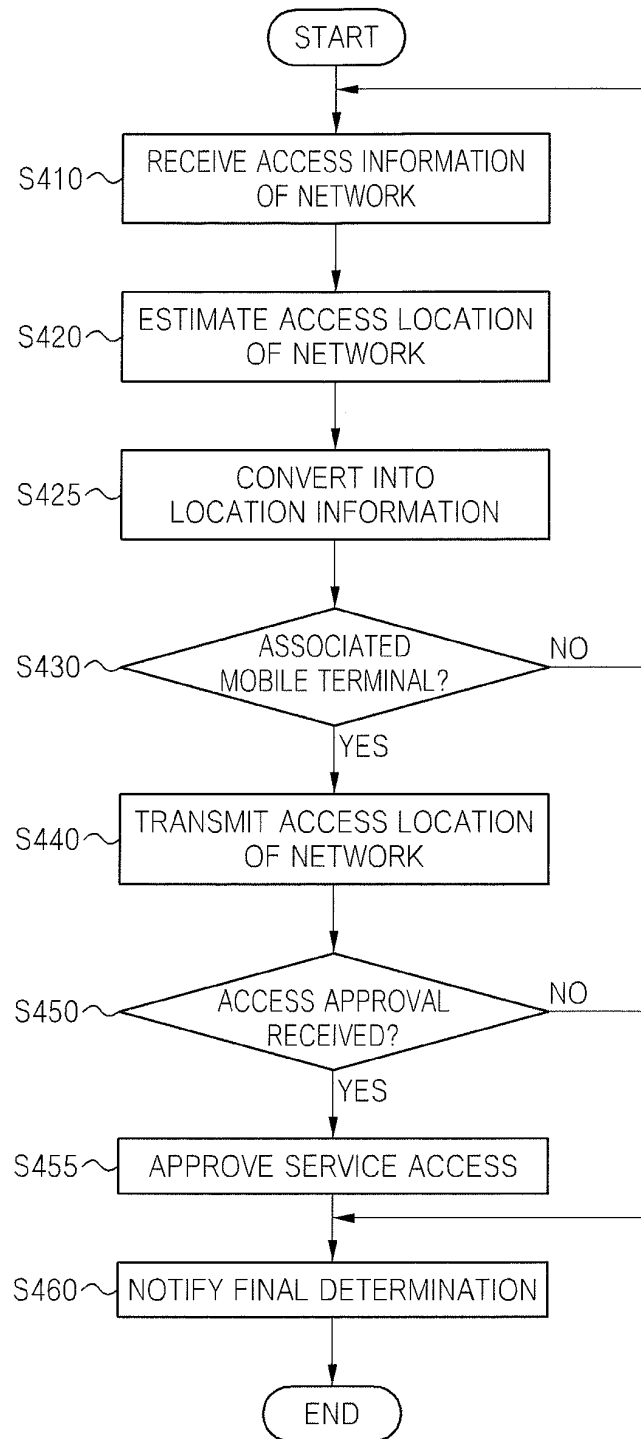 START
S410
RECEIVE ACCESS INFORMATION
OF NETWORK
S420
ESTIMATE ACCESS LOCATION
OF NETWORK
S425
CONVERT INTO
LOCATION INFORMATION
S430
ASSOCIATED
MOBILE TERMINAL?
NO
YES
S440
TRANSMIT ACCESS LOCATION
OF NETWORK
S450
ACCESS APPROVAL
RECEIVED?
NO
YES
S455
APPROVE SERVICE ACCESS
S460
NOTIFY FINAL DETERMINATION
END